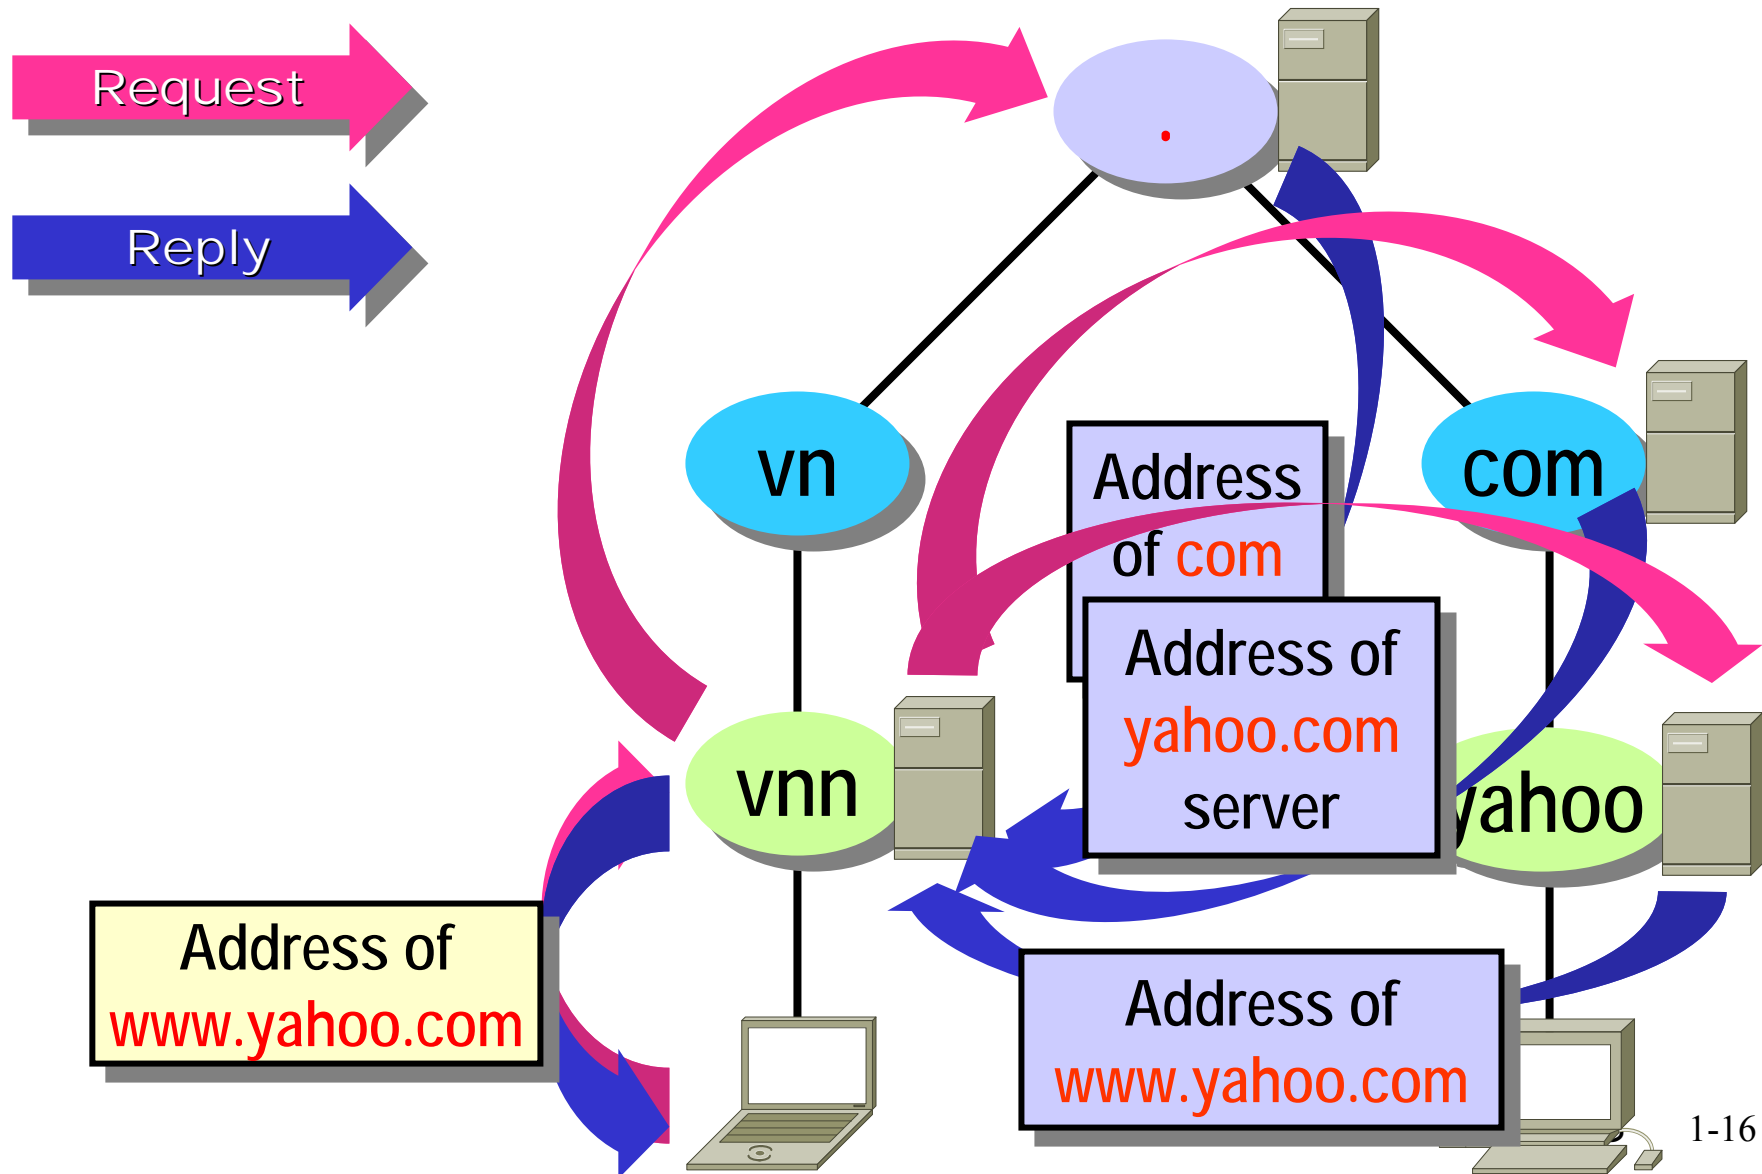 Request
Reply
.
vn
com
Address
of com
Address of
yahoo.com
server
vnn
yahoo
Address of
www.yahoo.com
Address of
www.yahoo.com
1-16